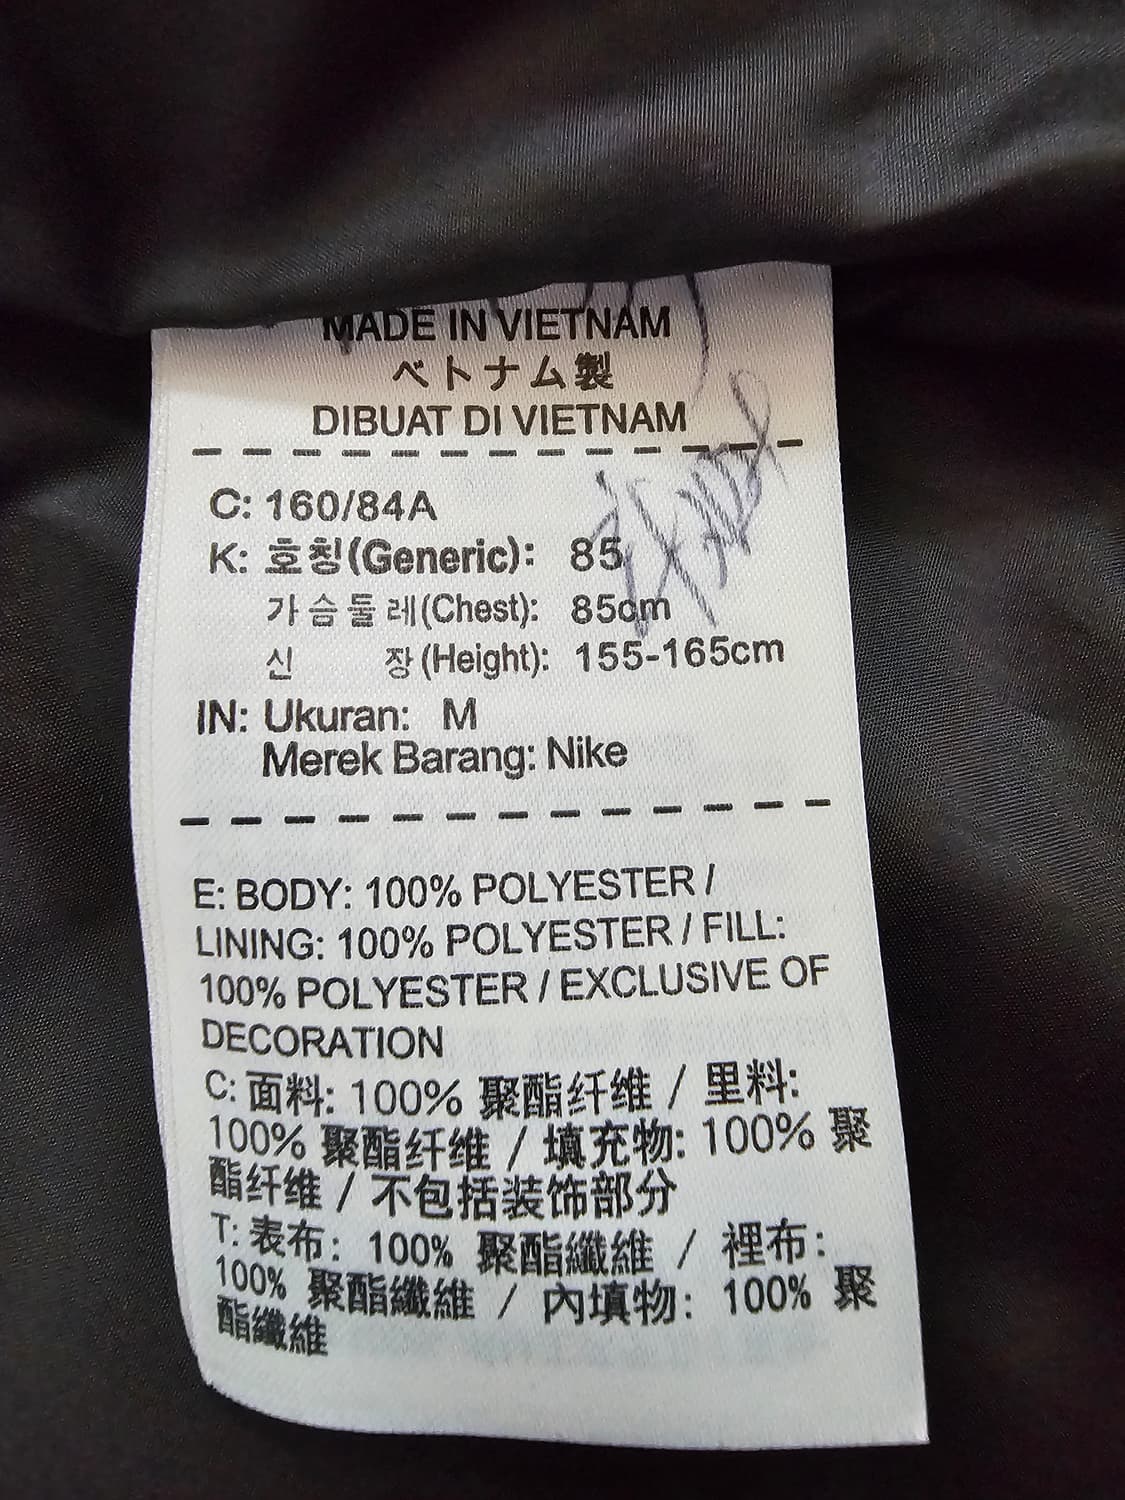 MADE IN VIETNAM
ベトナム製
DIBUAT DI VIETNAM
C: 160/84A
K: 호칭(Generic): 85
가슴둘레(Chest): 85cm
신 장(Height): 155-165cm
IN: Ukuran: M
Merek Barang: Nike
E: BODY: 100% POLYESTER /
LINING: 100% POLYESTER / FILL:
100% POLYESTER / EXCLUSIVE OF
DECORATION
C: 面料: 100% 聚酯纤维 / 里料:
100% 聚酯纤维 / 填充物: 100% 聚
酯纤维 / 不包括装饰部分
T: 表布: 100% 聚酯纖維 / 裡布:
100% 聚酯纖維 / 內填物: 100% 聚
酯纖維